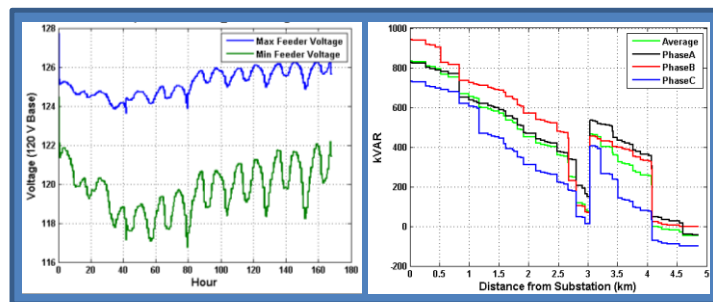 128
126
124
122
120
118
116
Voltage (120 V Base)
Max Feeder Voltage
Min Feeder Voltage
0 20 40 60 80 100 120 140 160 180
Hour
1000
800
600
400
200
0
-200
kVAR
Average
PhaseA
PhaseB
PhaseC
0 0.5 1 1.5 2 2.5 3 3.5 4 4.5 5
Distance from Substation (km)